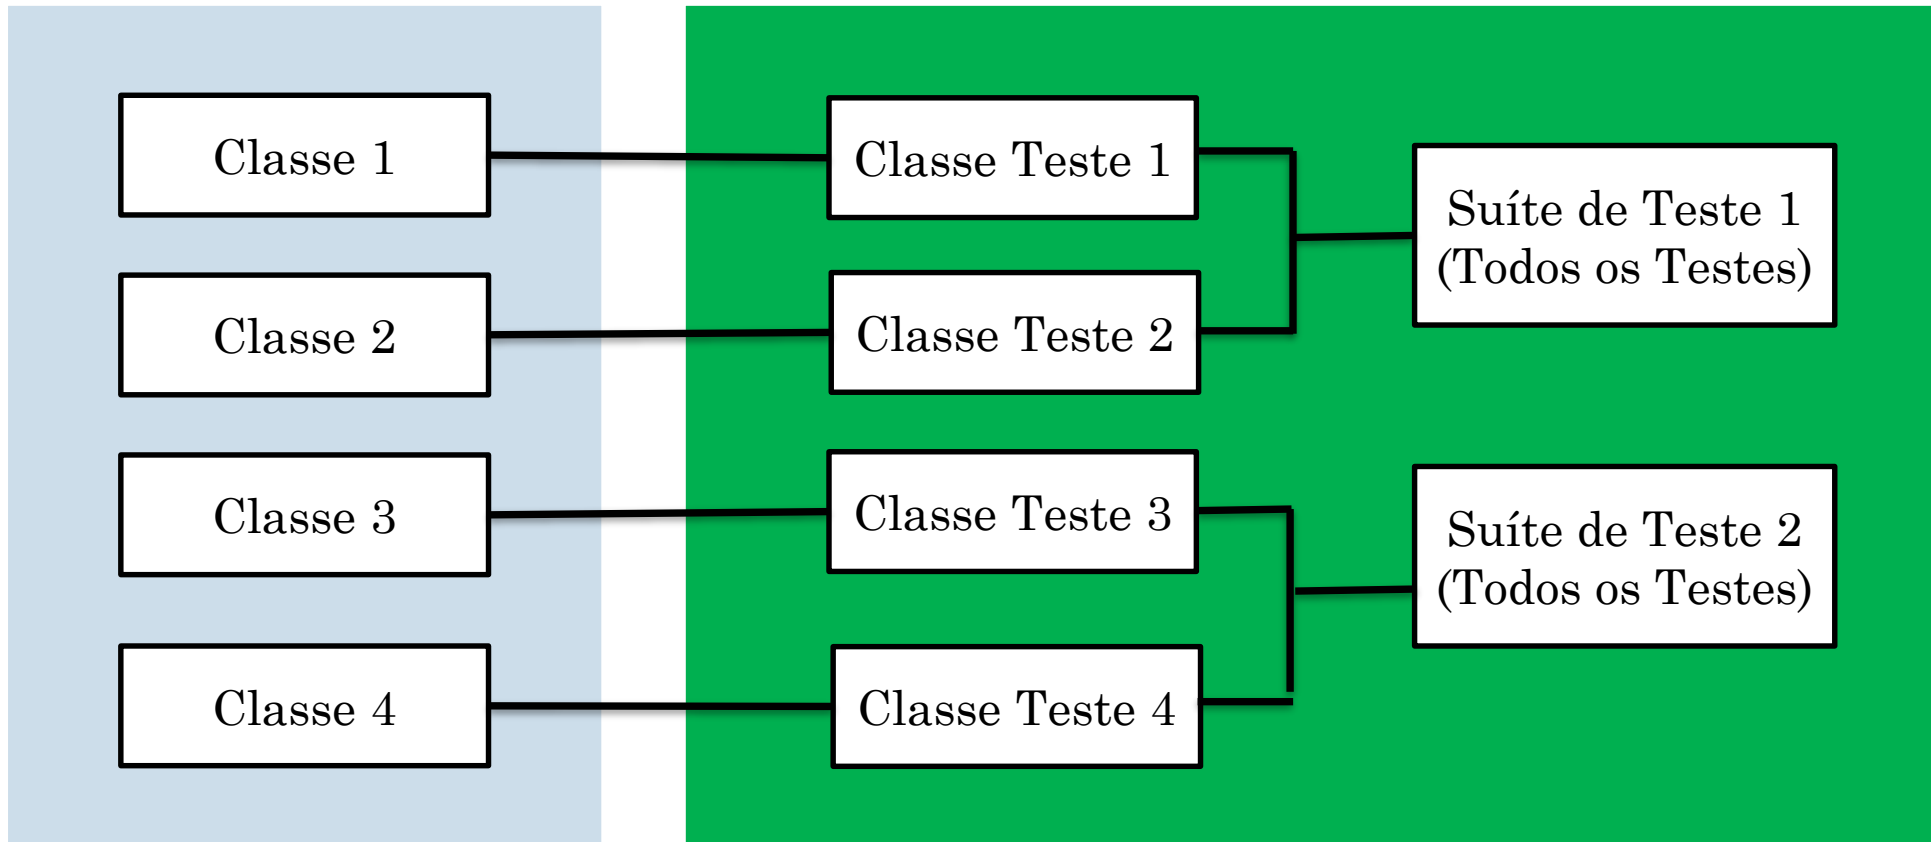 Classe 1
Classe Teste 1
Suíte de Teste 1
(Todos os Testes)
Classe 2
Classe Teste 2
Classe 3
Classe Teste 3
Suíte de Teste 2
(Todos os Testes)
Classe 4
Classe Teste 4